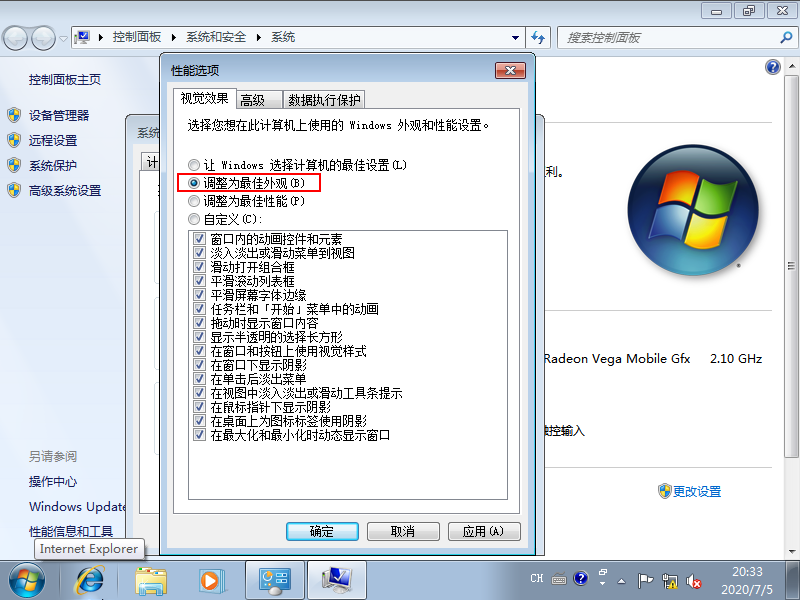 控制面板 ▸ 系统和安全 ▸ 系统
搜索控制面板
控制面板主页
设备管理器
远程设置
系统保护
高级系统设置
另请参阅
操作中心
Windows Update
性能信息和工具
Internet Explorer
系统
计
性能选项
视觉效果 高级 数据执行保护
选择您想在此计算机上使用的 Windows 外观和性能设置。
让 Windows 选择计算机的最佳设置(L)
调整为最佳外观(B)
调整为最佳性能(P)
自定义(C):
窗口内的动画控件和元素
淡入淡出或滑动菜单到视图
滑动打开组合框
平滑滚动列表框
平滑屏幕字体边缘
任务栏和「开始」菜单中的动画
拖动时显示窗口内容
显示半透明的选择长方形
在窗口和按钮上使用视觉样式
在窗口下显示阴影
在单击后淡出菜单
在视图中淡入淡出或滑动工具条提示
在鼠标指针下显示阴影
在桌面上为图标标签使用阴影
在最大化和最小化时动态显示窗口
确定 取消 应用(A)
利。
Radeon Vega Mobile Gfx 2.10 GHz
触控输入
更改设置
CH
20:33
2020/7/5